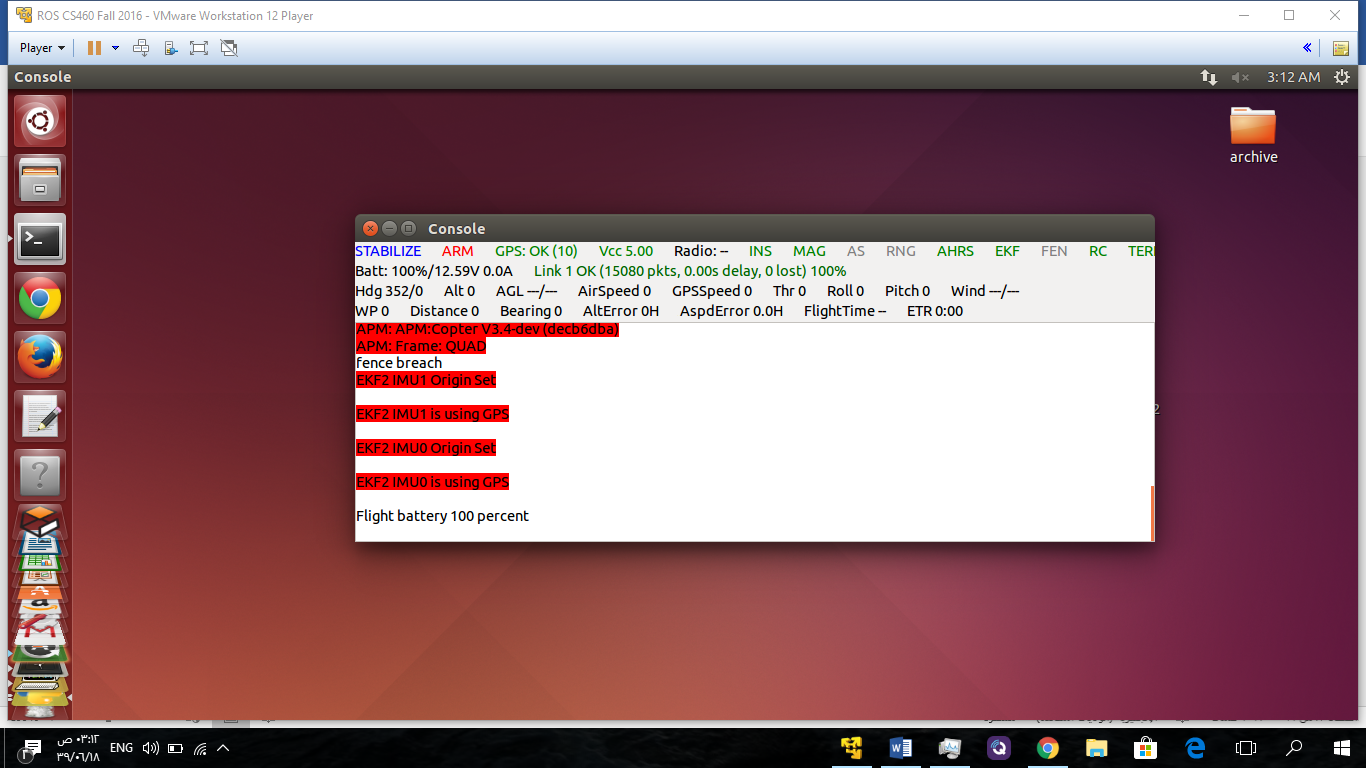 ROS CS460 Fall 2016 - VMware Workstation 12 Player
Player
Console
3:12 AM
archive
Console
STABILIZE ARM GPS: OK (10) Vcc 5.00 Radio: -- INS MAG AS RNG AHRS EKF FEN RC TERR
Batt: 100%/12.59V 0.0A Link 1 OK (15080 pkts, 0.00s delay, 0 lost) 100%
Hdg 352/0 Alt 0 AGL ---/--- AirSpeed 0 GPSSpeed 0 Thr 0 Roll 0 Pitch 0 Wind ---/---
WP 0 Distance 0 Bearing 0 AltError 0H AspdError 0.0H FlightTime -- ETR 0:00
APM: APM:Copter V3.4-dev (decb6dba)
APM: Frame: QUAD
fence breach
EKF2 IMU1 Origin Set
EKF2 IMU1 is using GPS
EKF2 IMU0 Origin Set
EKF2 IMU0 is using GPS
Flight battery 100 percent
ENG
٠٣:١٢ ص
٣٩/٠٦/١٨